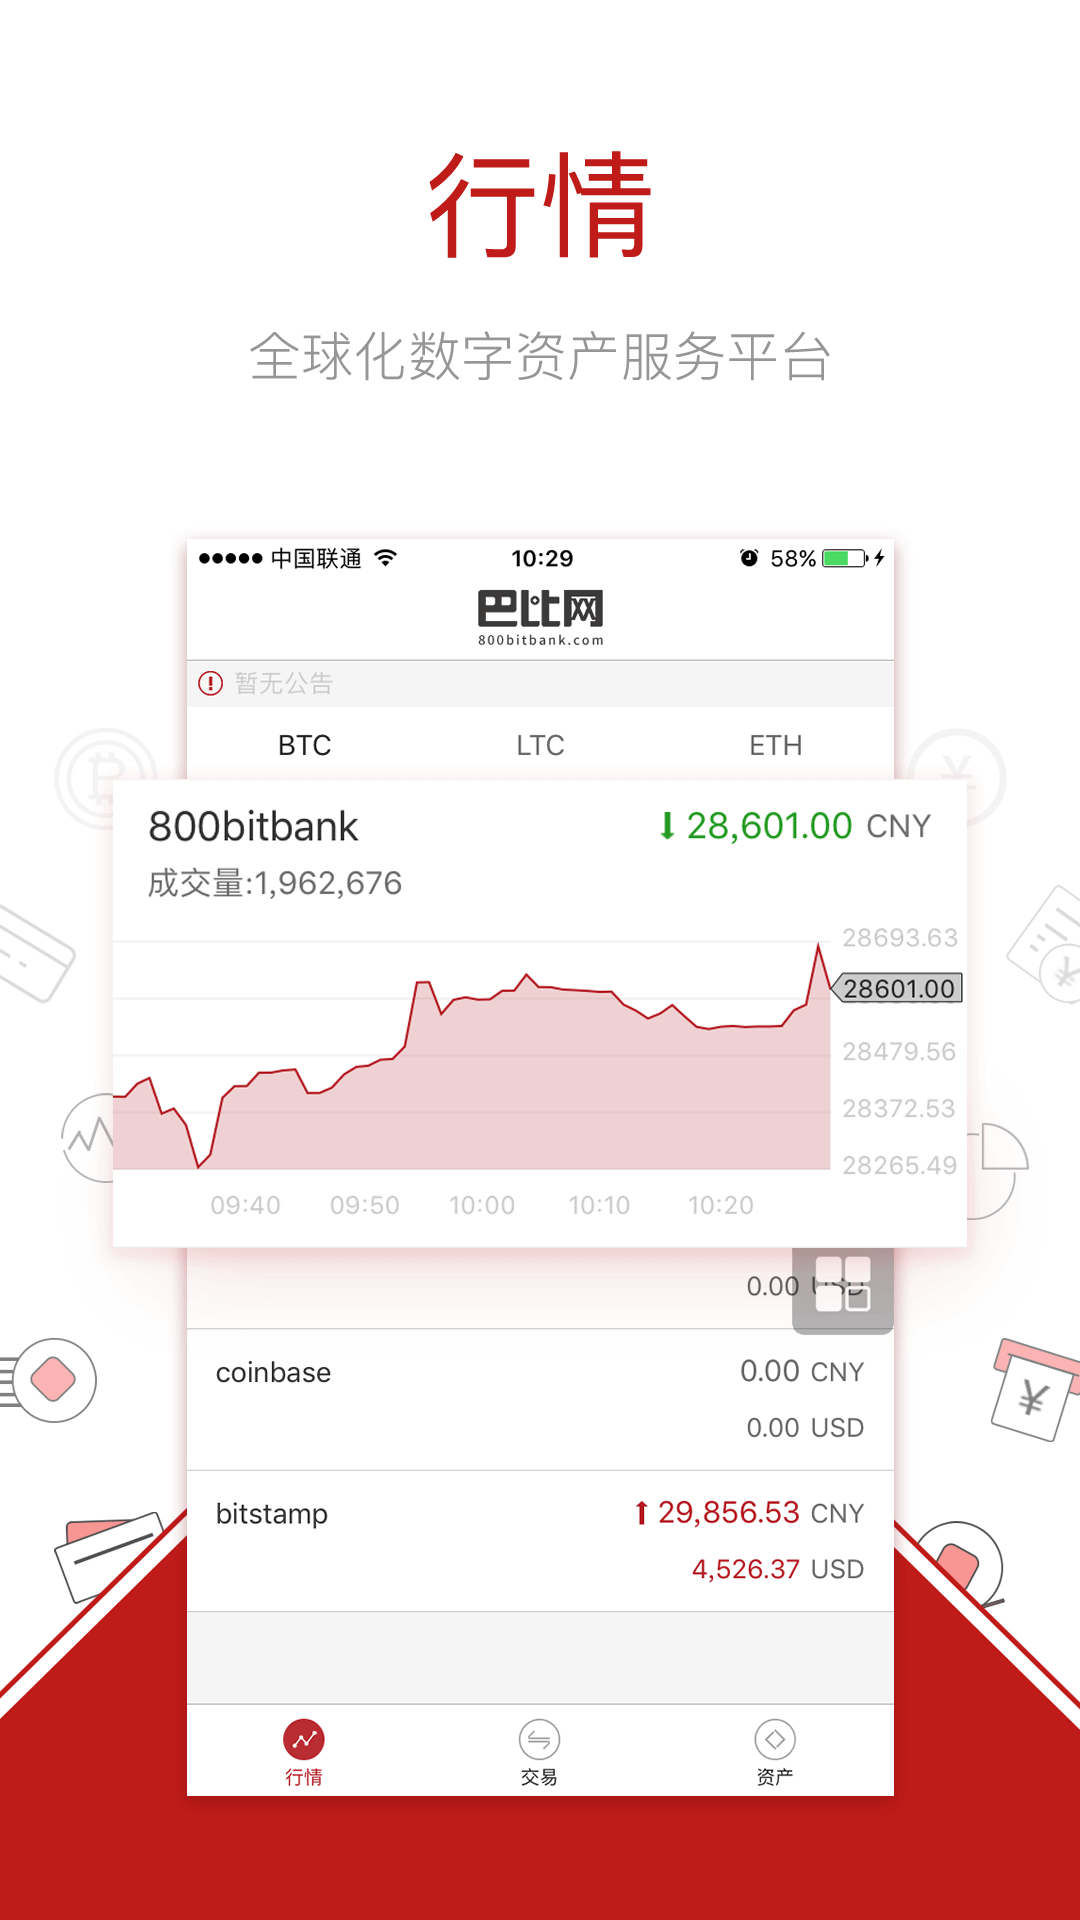 行情
全球化数字资产服务平台
中国联通 10:29 58%
巴比网
800bitbank.com
暂无公告
BTC LTC ETH
800bitbank 28,601.00 CNY
成交量:1,962,676
28693.63
28601.00
28479.56
28372.53
28265.49
09:40 09:50 10:00 10:10 10:20
0.00 USD
coinbase 0.00 CNY
0.00 USD
bitstamp 29,856.53 CNY
4,526.37 USD
行情 交易 资产